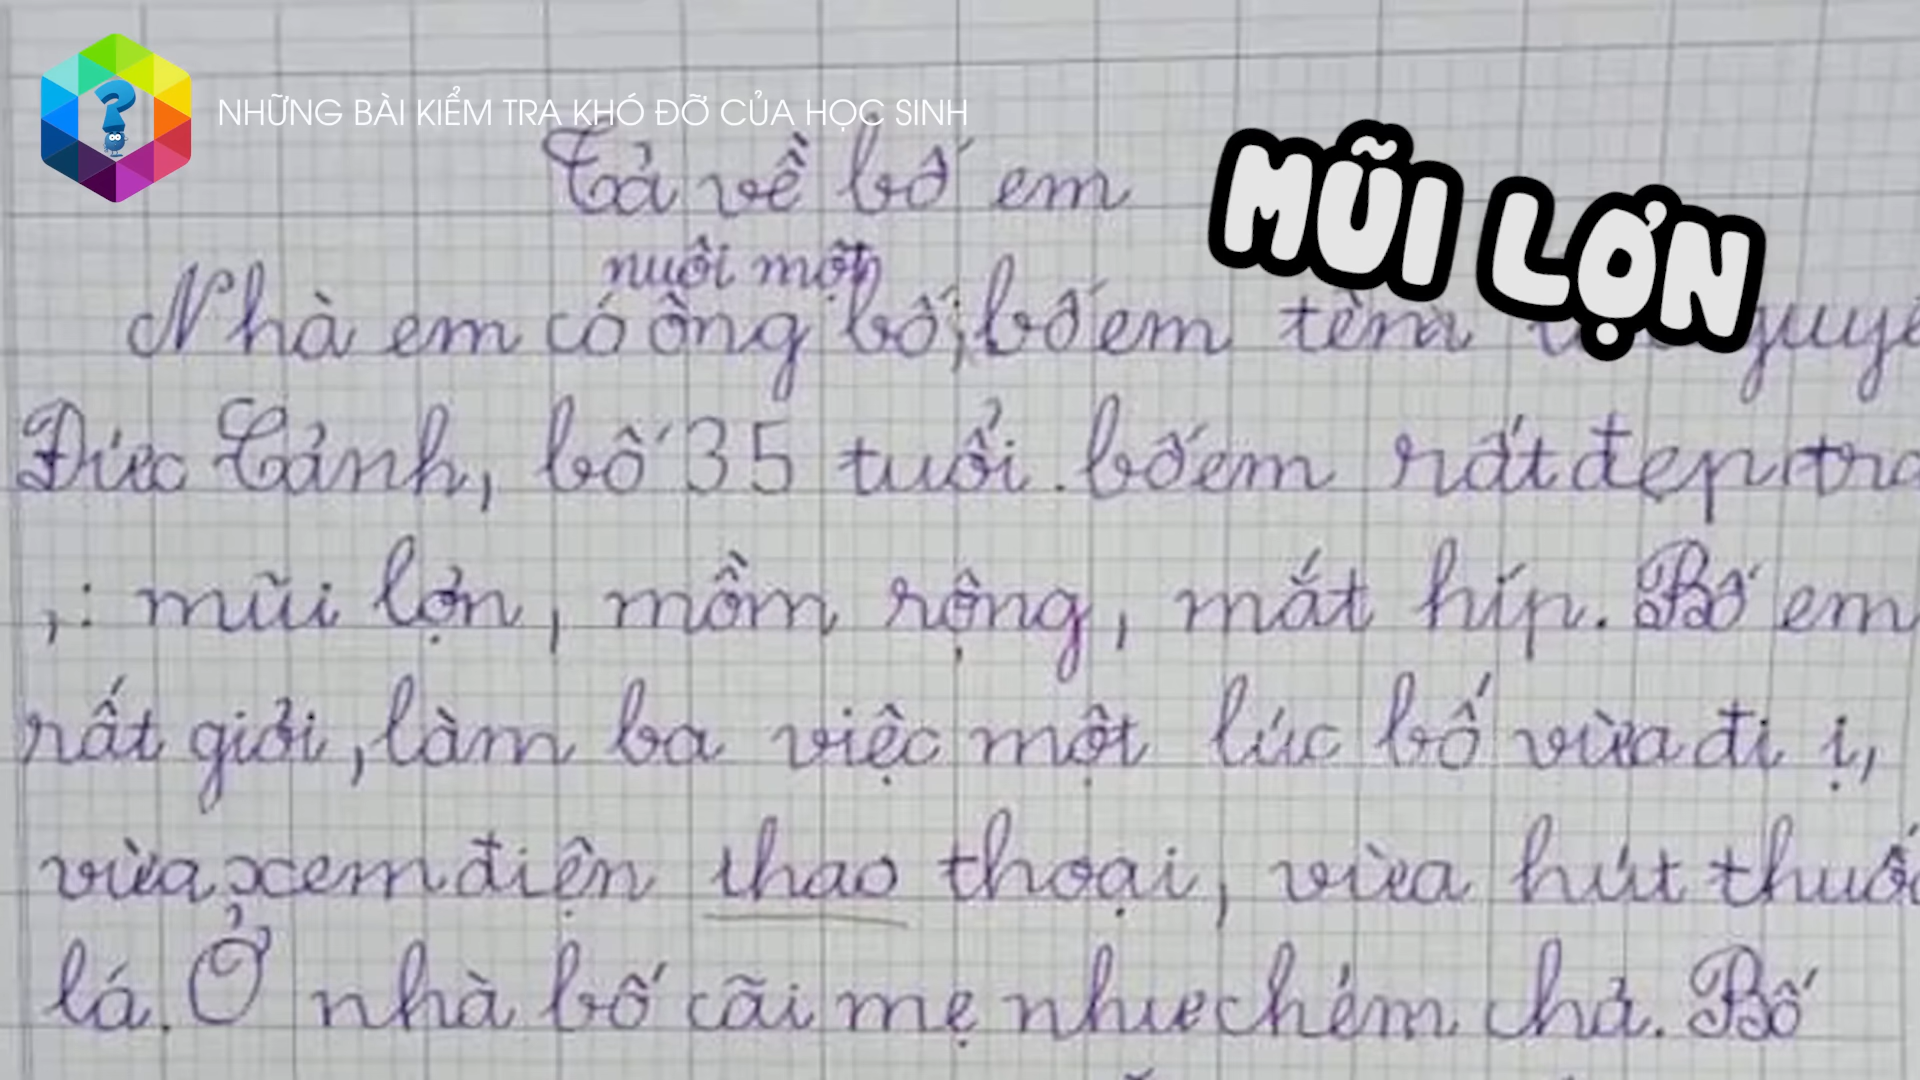 NHỮNG BÀI KIỂM TRA KHÓ ĐỠ CỦA HỌC SINH
Tả về bố em
MŨI LỢN
nuôi một
Nhà em có ông bố, bố em tên
Đức Cảnh, bố 35 tuổi. bố em rất đẹp
,: mũi lợn, mồm rộng, mắt híp. Bố em
rất giỏi, làm ba việc một lúc bố vừa đi ị,
vừa xem điện thao thoại, vừa hút thuốc
lá. Ở nhà bố cãi mẹ như chém chả. Bố